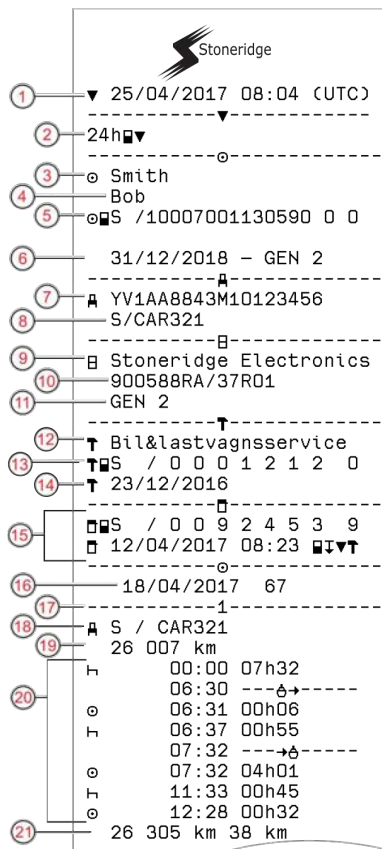 Stoneridge
1 ▼ 25/04/2017 08:04 (UTC)
▼
2 24h▼
3 Smith
4 Bob
5 S /10007001130590 0 0
6 31/12/2018 – GEN 2
7 YV1AA8843M10123456
8 S/CAR321
9 Stoneridge Electronics
10 900588RA/37R01
11 GEN 2
12 Bil&lastvagnsservice
13 S / 0 0 0 1 2 1 2 0
14 23/12/2016
15 S / 0 0 9 2 4 5 3 9
12/04/2017 08:23
16 18/04/2017 67
17 -----1-----
18 S / CAR321
19 26 007 km
20 00:00 07h32
06:30 ---→-----
06:31 00h06
06:37 00h55
07:32 ---→-----
07:32 04h01
11:33 00h45
12:28 00h32
21 26 305 km 38 km